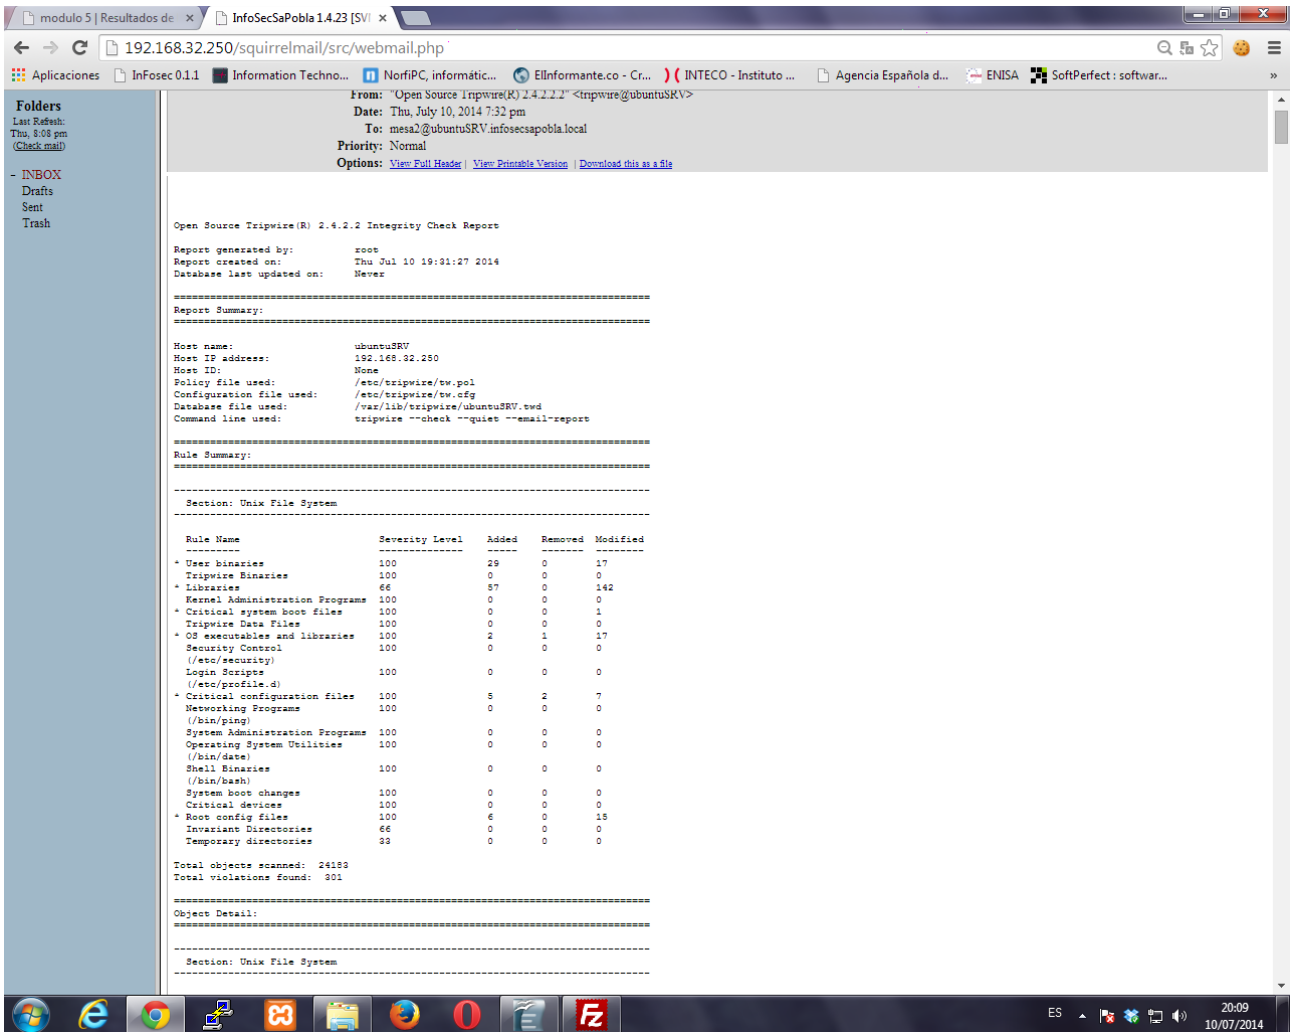 modulo 5 | Resultados de
InfoSecSaPobla 1.4.23 [SV
192.168.32.250/squirrelmail/src/webmail.php
Aplicaciones InFosec 0.1.1 Information Techno... NorfiPC, informátic... ElInformante.co - Cr... INTECO - Instituto ... Agencia Española d... ENISA SoftPerfect : softwar... »
Folders
Last Refresh:
Thu, 8:08 pm
(Check mail)
- INBOX
Drafts
Sent
Trash
From: "Open Source Tripwire(R) 2.4.2.2" <tripwire@ubuntuSRV>
Date: Thu, July 10, 2014 7:32 pm
To: mesa2@ubuntuSRV.infosecsapobla.local
Priority: Normal
Options: View Full Header | View Printable Version | Download this as a file
Open Source Tripwire(R) 2.4.2.2 Integrity Check Report
Report generated by: root
Report created on: Thu Jul 10 19:31:27 2014
Database last updated on: Never
===============================================================================
Report Summary:
===============================================================================
Host name: ubuntuSRV
Host IP address: 192.168.32.250
Host ID: None
Policy file used: /etc/tripwire/tw.pol
Configuration file used: /etc/tripwire/tw.cfg
Database file used: /var/lib/tripwire/ubuntuSRV.twd
Command line used: tripwire --check --quiet --email-report
===============================================================================
Rule Summary:
===============================================================================
-------------------------------------------------------------------------------
Section: Unix File System
-------------------------------------------------------------------------------
Rule Name Severity Level Added Removed Modified
--------- -------------- ----- ------- --------
* User binaries 100 29 0 17
Tripwire Binaries 100 0 0 0
* Libraries 66 57 0 142
Kernel Administration Programs 100 0 0 0
* Critical system boot files 100 0 0 1
Tripwire Data Files 100 0 0 0
* OS executables and libraries 100 2 1 17
Security Control 100 0 0 0
(/etc/security)
Login Scripts 100 0 0 0
(/etc/profile.d)
* Critical configuration files 100 5 2 7
Networking Programs 100 0 0 0
(/bin/ping)
System Administration Programs 100 0 0 0
Operating System Utilities 100 0 0 0
(/bin/date)
Shell Binaries 100 0 0 0
(/bin/bash)
System boot changes 100 0 0 0
Critical devices 100 0 0 0
* Root config files 100 6 0 15
Invariant Directories 66 0 0 0
Temporary directories 33 0 0 0
Total objects scanned: 24183
Total violations found: 301
===============================================================================
Object Detail:
===============================================================================
-------------------------------------------------------------------------------
Section: Unix File System
-------------------------------------------------------------------------------
ES
20:09
10/07/2014